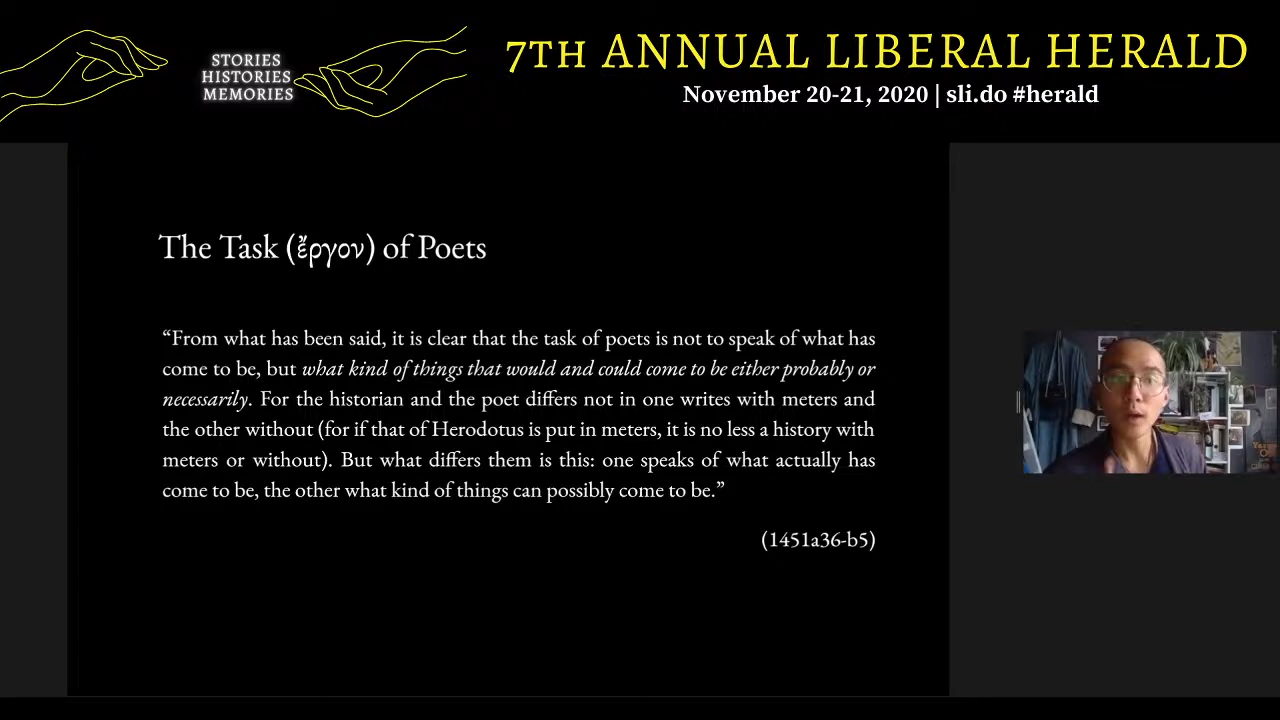 STORIES
HISTORIES
MEMORIES
7TH ANNUAL LIBERAL HERALD
November 20-21, 2020 | sli.do #herald
The Task (ἔργον) of Poets
“From what has been said, it is clear that the task of poets is not to speak of what has
come to be, but what kind of things that would and could come to be either probably or
necessarily. For the historian and the poet differs not in one writes with meters and
the other without (for if that of Herodotus is put in meters, it is no less a history with
meters or without). But what differs them is this: one speaks of what actually has
come to be, the other what kind of things can possibly come to be.”
(1451a36-b5)